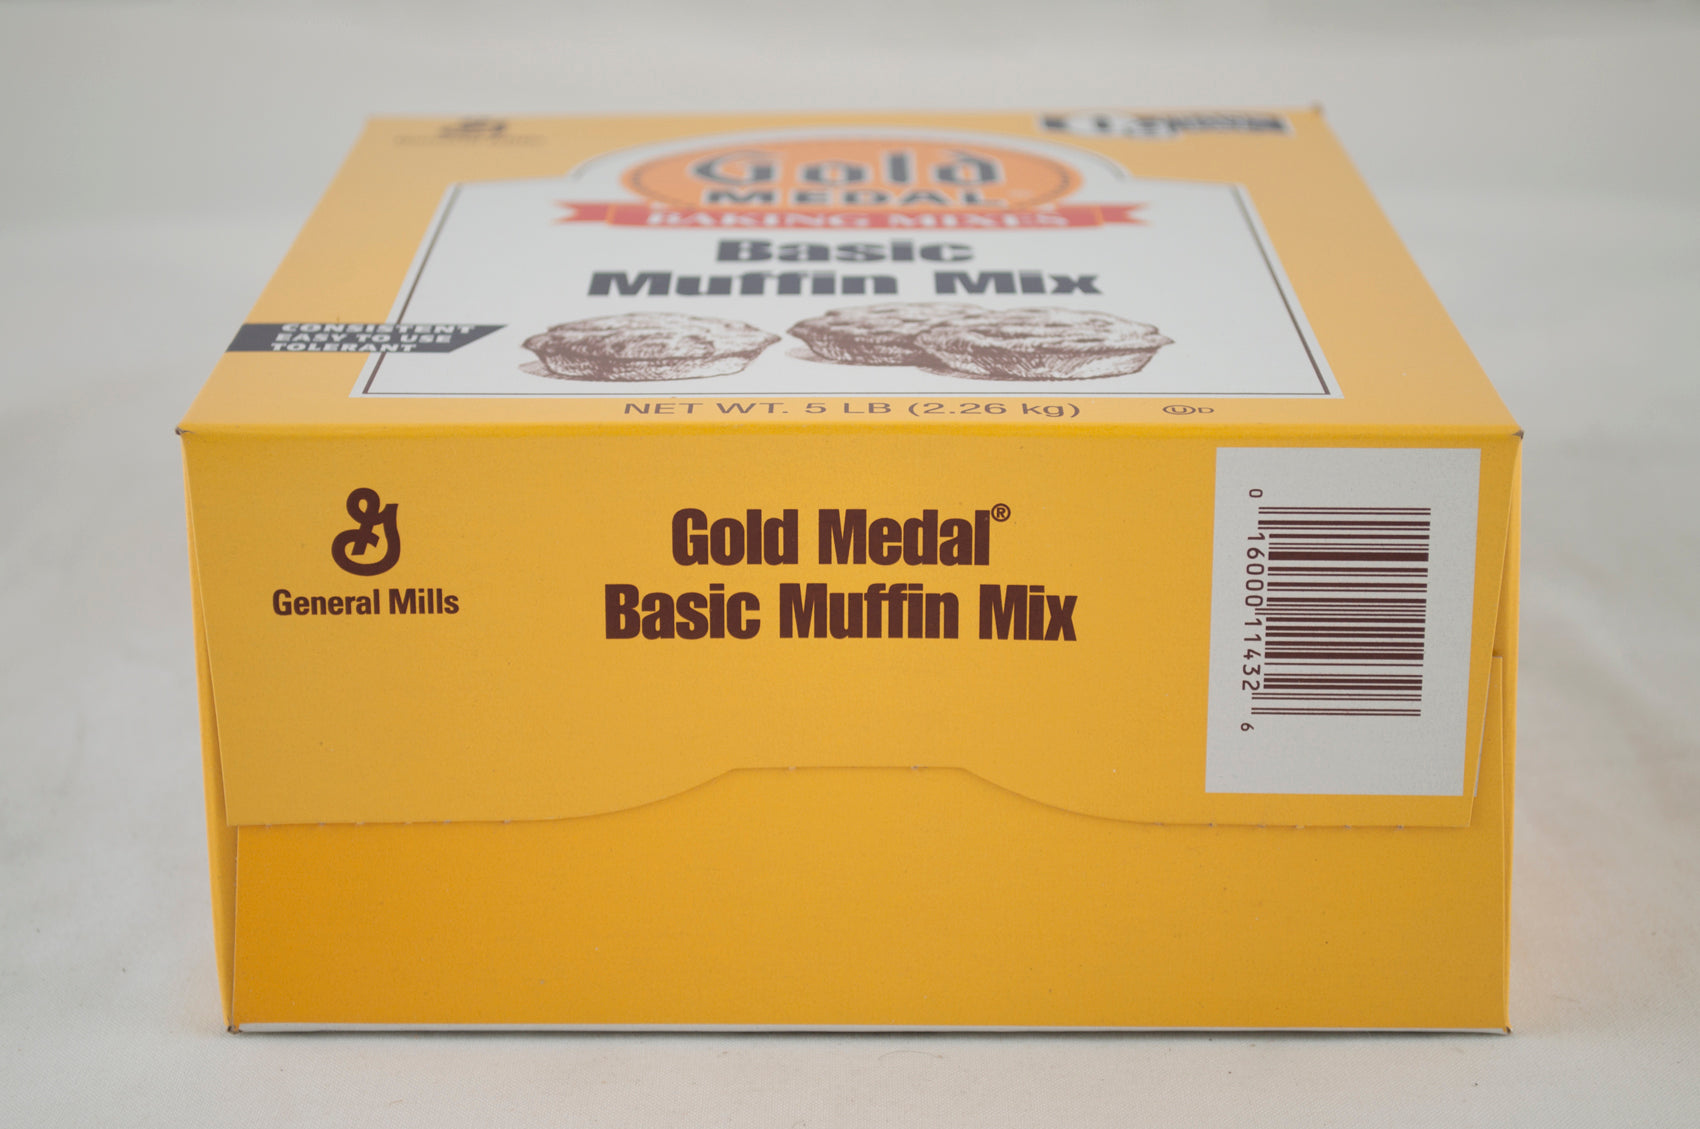 Gold
MEDAL
BAKING MIXES
Basic
Muffin Mix
CONSISTENT
EASY TO USE
TOLERANT
NET WT. 5 LB (2.26 kg)
U D
General Mills
Gold Medal®
Basic Muffin Mix
0 16000 11432 6